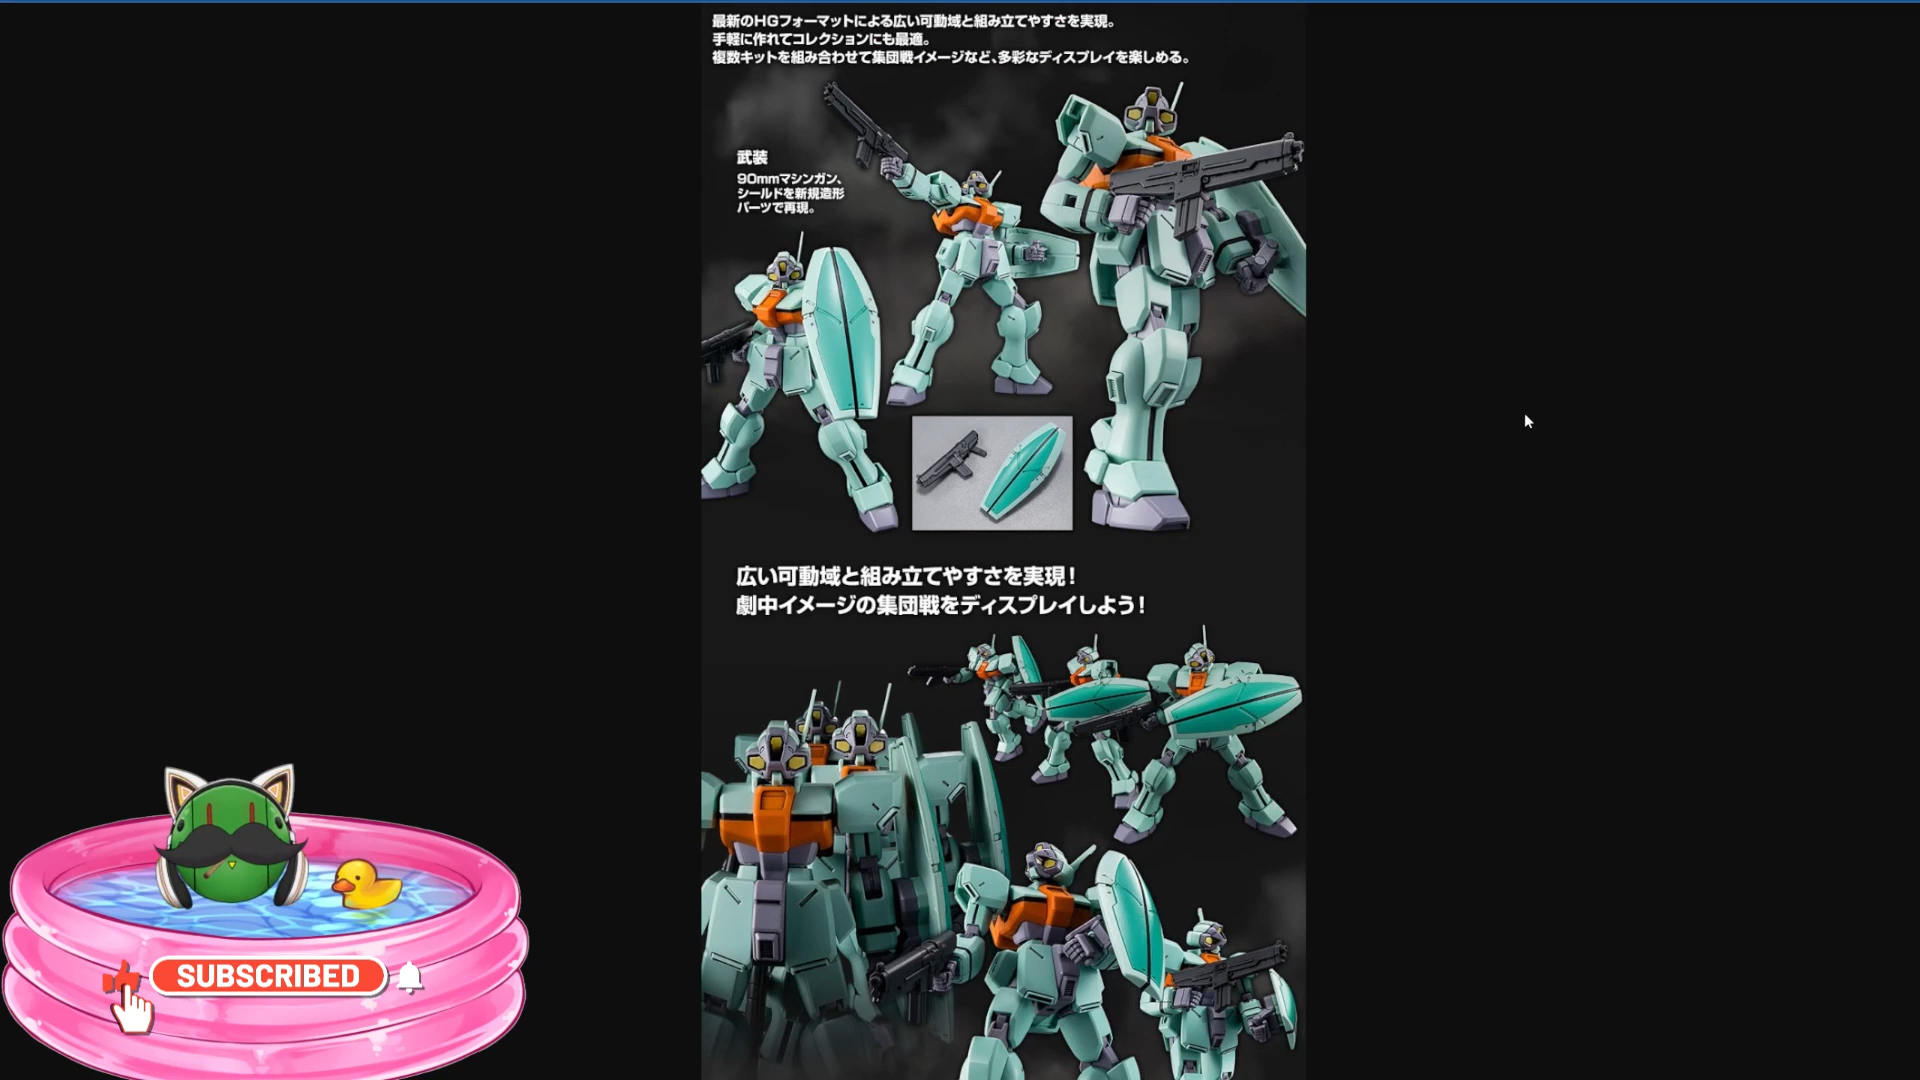 最新のHGフォーマットによる広い可動域と組み立てやすさを実現。
手軽に作れてコレクションにも最適。
複数キットを組み合わせて集団戦イメージなど、多彩なディスプレイを楽しめる。
武装
90mmマシンガン、
シールドを新規造形
パーツで再現。
広い可動域と組み立てやすさを実現！
劇中イメージの集団戦をディスプレイしよう！
SUBSCRIBED